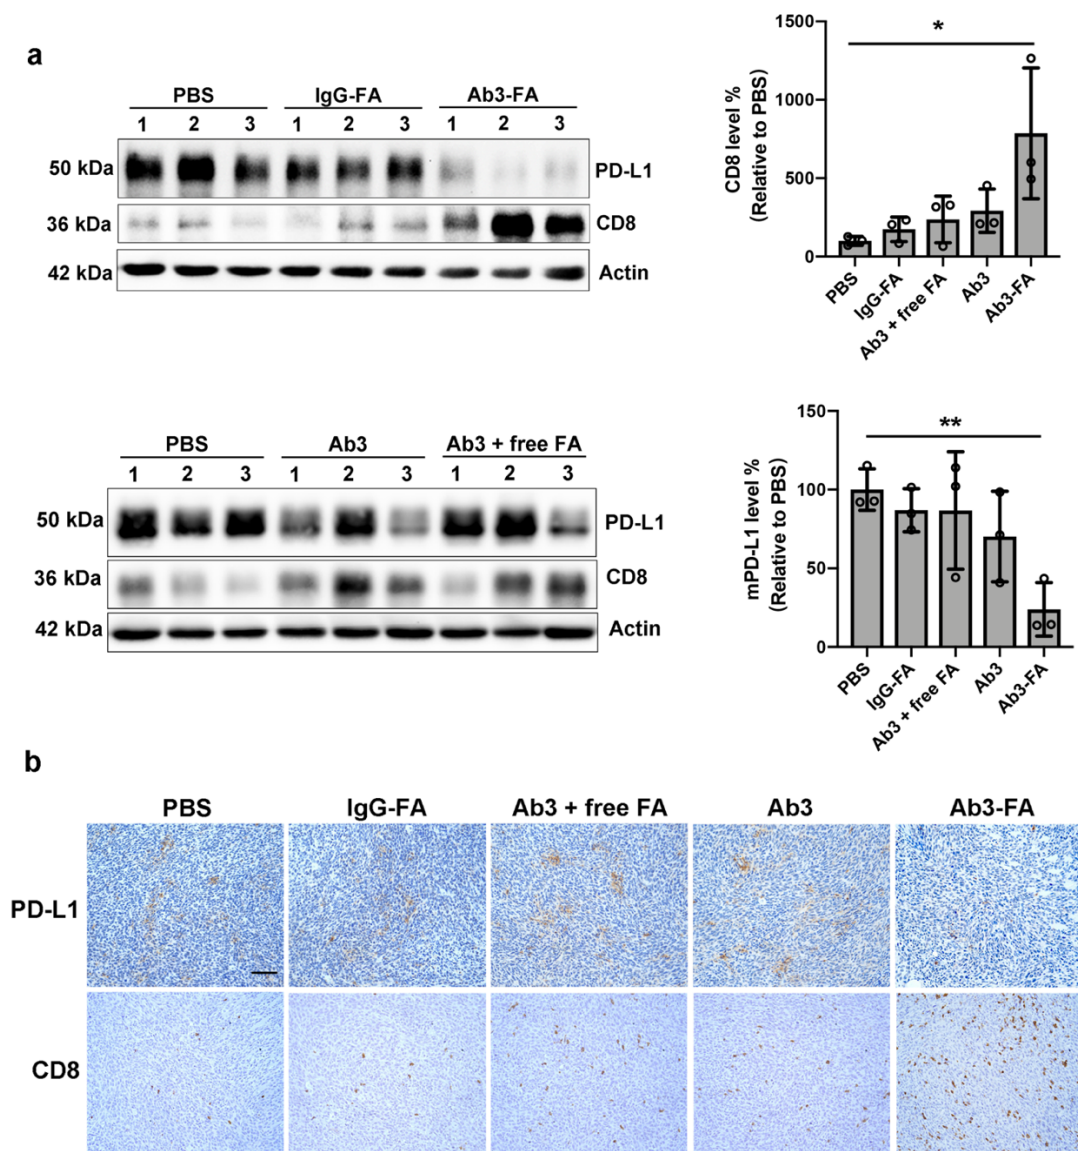 a
PBS IgG-FA Ab3-FA
1 2 3 1 2 3 1 2 3
50 kDa PD-L1
36 kDa CD8
42 kDa Actin
CD8 level %
(Relative to PBS)
1500
1000
500
0
*
PBS
IgG-FA
Ab3 + free FA
Ab3
Ab3-FA
PBS Ab3 Ab3 + free FA
1 2 3 1 2 3 1 2 3
50 kDa PD-L1
36 kDa CD8
42 kDa Actin
mPD-L1 level %
(Relative to PBS)
150
100
50
0
**
PBS
IgG-FA
Ab3 + free FA
Ab3
Ab3-FA
b
PBS IgG-FA Ab3 + free FA Ab3 Ab3-FA
PD-L1
CD8